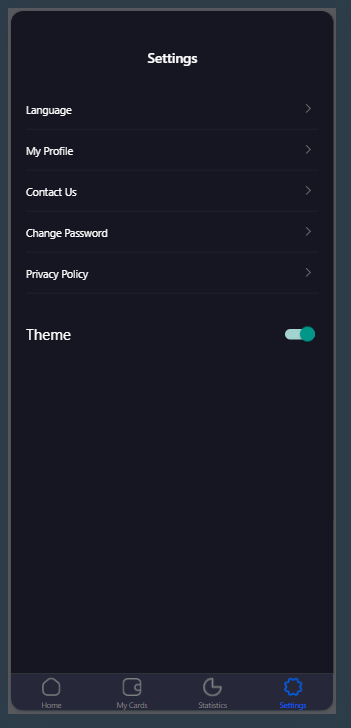 Settings
Language
My Profile
Contact Us
Change Password
Privacy Policy
Theme
Home
My Cards
Statistics
Settings